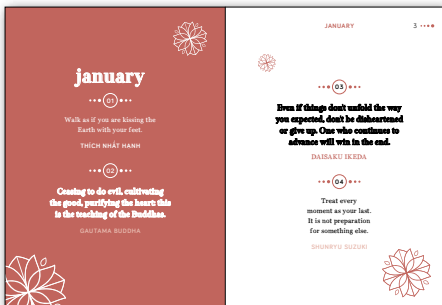 january
01
Walk as if you are kissing the
Earth with your feet.
THÍCH NHẤT HẠNH
02
Ceasing to do evil, cultivating
the good, purifying the heart: this
is the teaching of the Buddhas.
GAUTAMA BUDDHA
JANUARY
3
03
Even if things don't unfold the way
you expected, don't be disheartened
or give up. One who continues to
advance will win in the end.
DAISAKU IKEDA
04
Treat every
moment as your last.
It is not preparation
for something else.
SHUNRYU SUZUKI